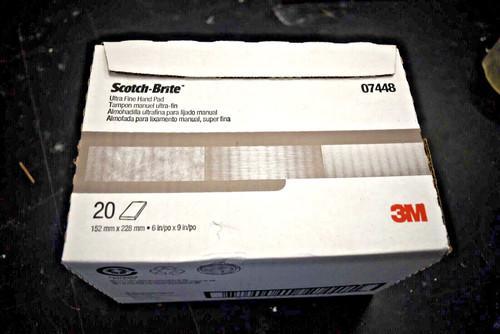 Scotch-Brite™ 07448
Ultra Fine Hand Pad
Tampon manuel ultra-fin
Almohadilla ultrafina para lijado manual
Almofada para lixamento manual, super fina
20
152 mm x 228 mm • 6 in/po x 9 in/po
3M